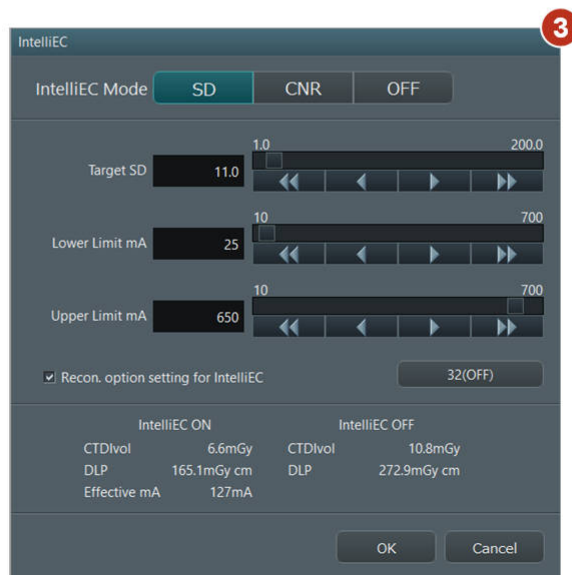 3
IntelliEC
IntelliEC Mode SD CNR OFF
1.0 200.0
Target SD 11.0
10 700
Lower Limit mA 25
10 700
Upper Limit mA 650
Recon. option setting for IntelliEC 32(OFF)
IntelliEC ON IntelliEC OFF
CTDIvol 6.6mGy CTDIvol 10.8mGy
DLP 165.1mGy cm DLP 272.9mGy cm
Effective mA 127mA
OK Cancel